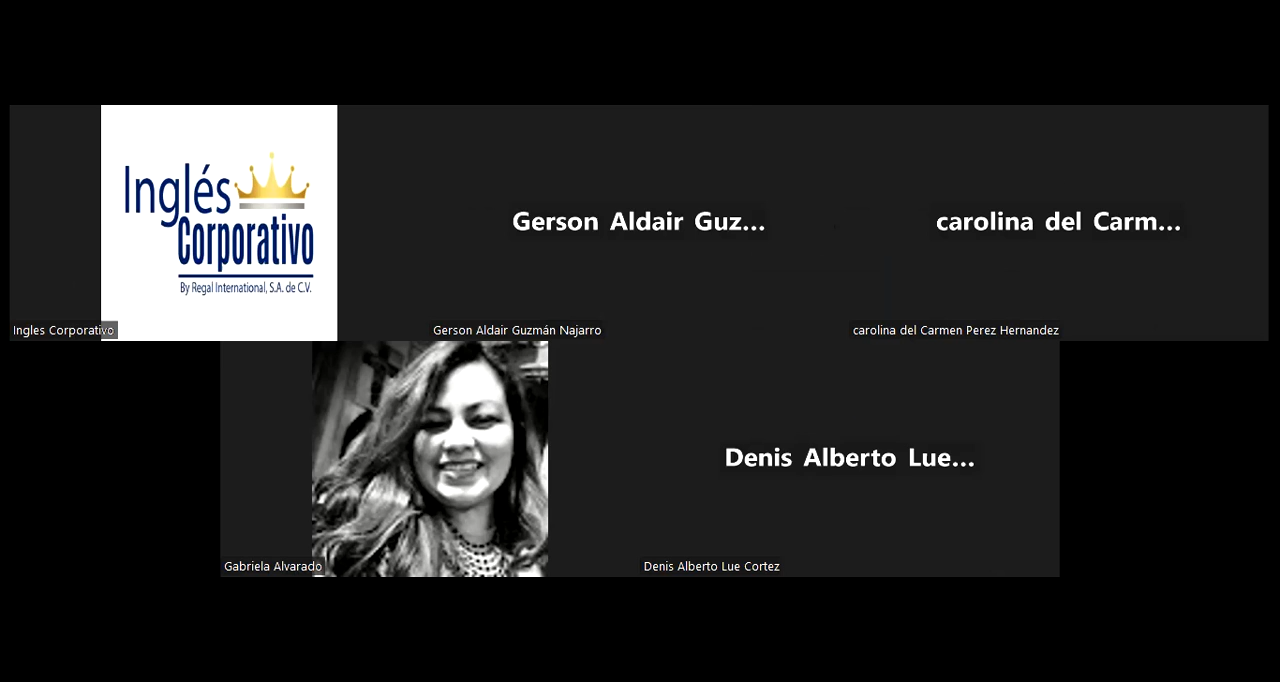 Inglés
Corporativo
By Regal International, S.A. de C.V.
Ingles Corporativo
Gerson Aldair Guz...
Gerson Aldair Guzmán Najarro
carolina del Carm...
carolina del Carmen Perez Hernandez
Gabriela Alvarado
Denis Alberto Lue...
Denis Alberto Lue Cortez